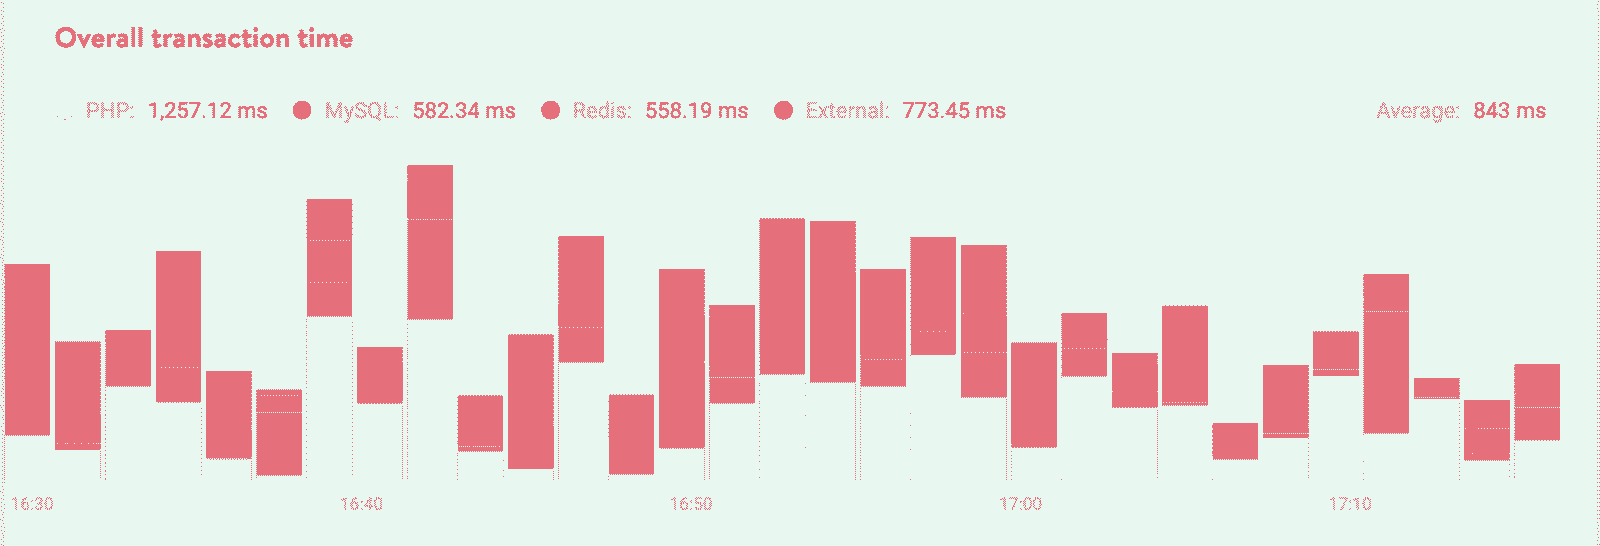 Overall transaction time
PHP: 1,257.12 ms MySQL: 582.34 ms Redis: 558.19 ms External: 773.45 ms Average: 843 ms
16:30 16:40 16:50 17:00 17:10